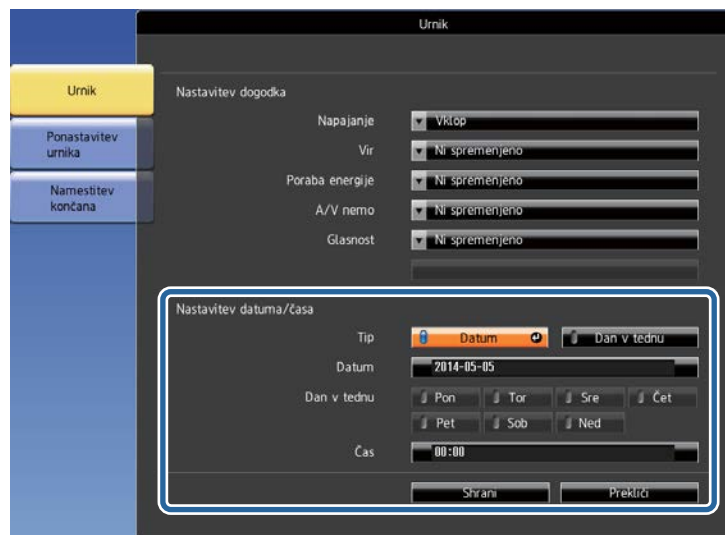 Urnik
Urnik
Ponastavitev
urnika
Namestitev
končana
Nastavitev dogodka
Napajanje Vklop
Vir Ni spremenjeno
Poraba energije Ni spremenjeno
A/V nemo Ni spremenjeno
Glasnost Ni spremenjeno
Nastavitev datuma/časa
Tip Datum Dan v tednu
Datum 2014-05-05
Dan v tednu Pon Tor Sre Čet
Pet Sob Ned
Čas 00:00
Shrani Prekliči